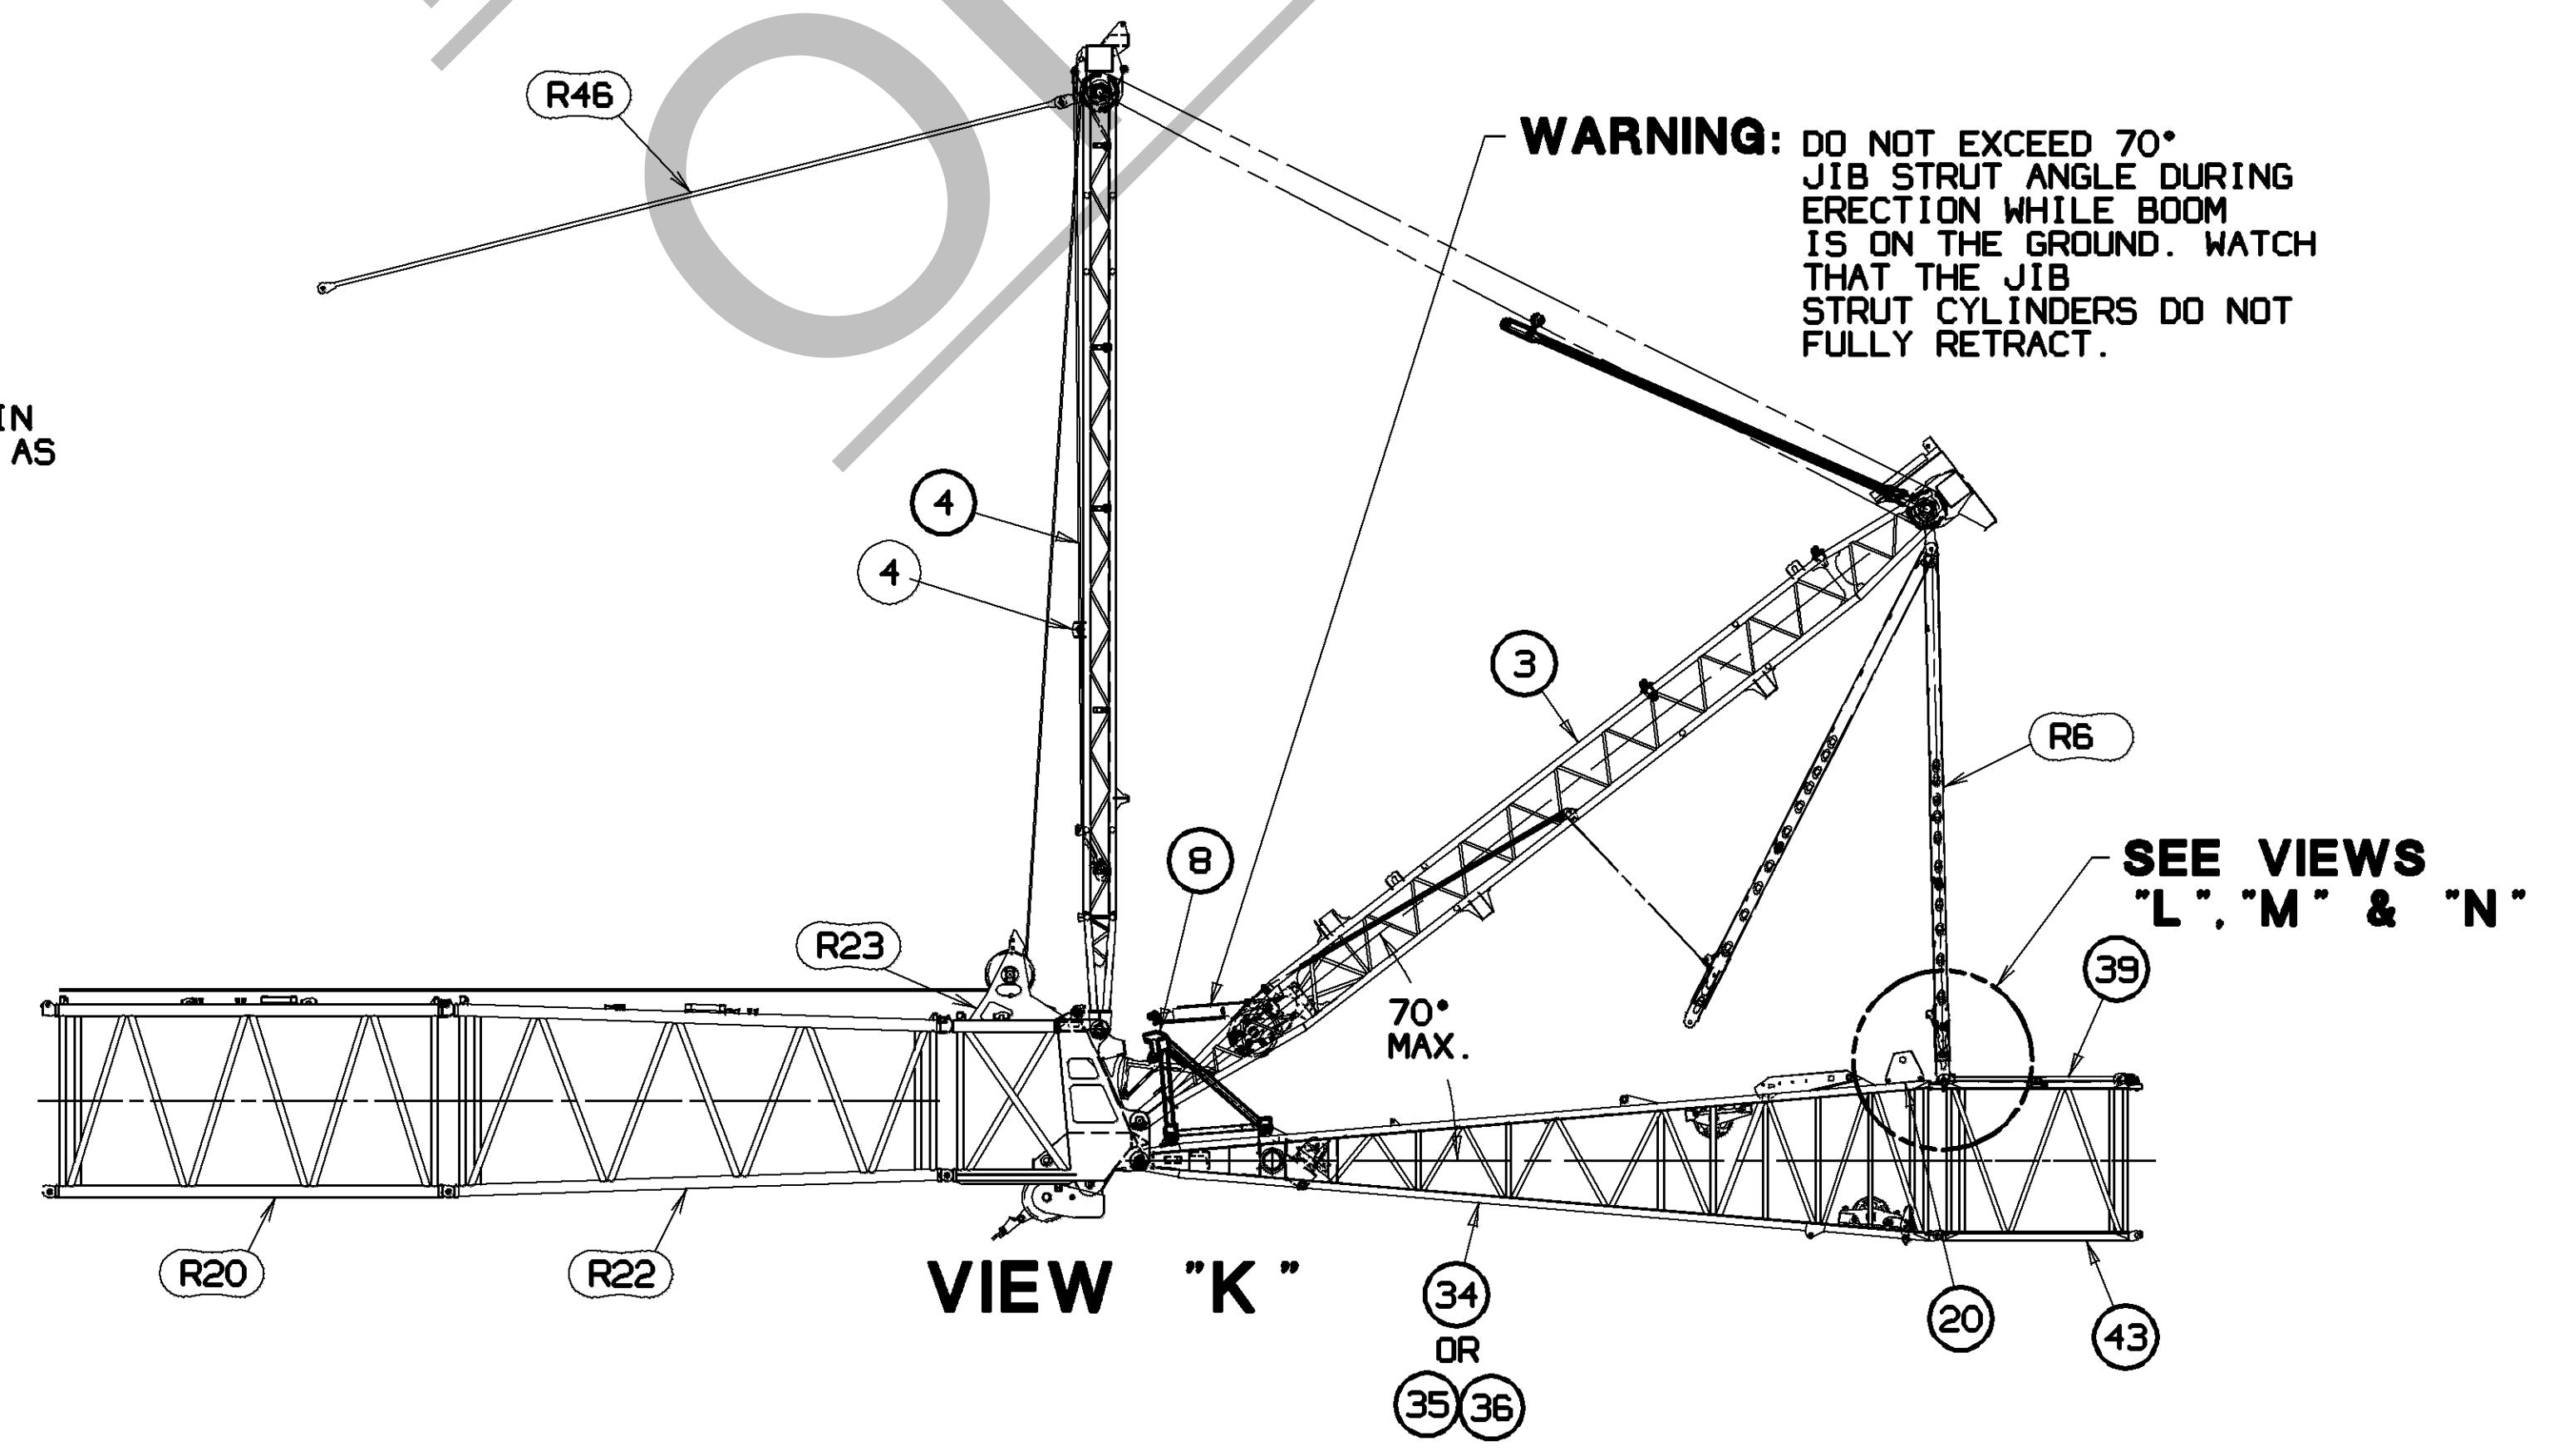 R46
WARNING: DO NOT EXCEED 70°
JIB STRUT ANGLE DURING
ERECTION WHILE BOOM
IS ON THE GROUND. WATCH
THAT THE JIB
STRUT CYLINDERS DO NOT
FULLY RETRACT.
IN
AS
4
4
3
R6
8
SEE VIEWS
"L", "M" & "N"
R23
39
70°
MAX.
R20
R22
VIEW "K"
34
OR
35 36
20
43